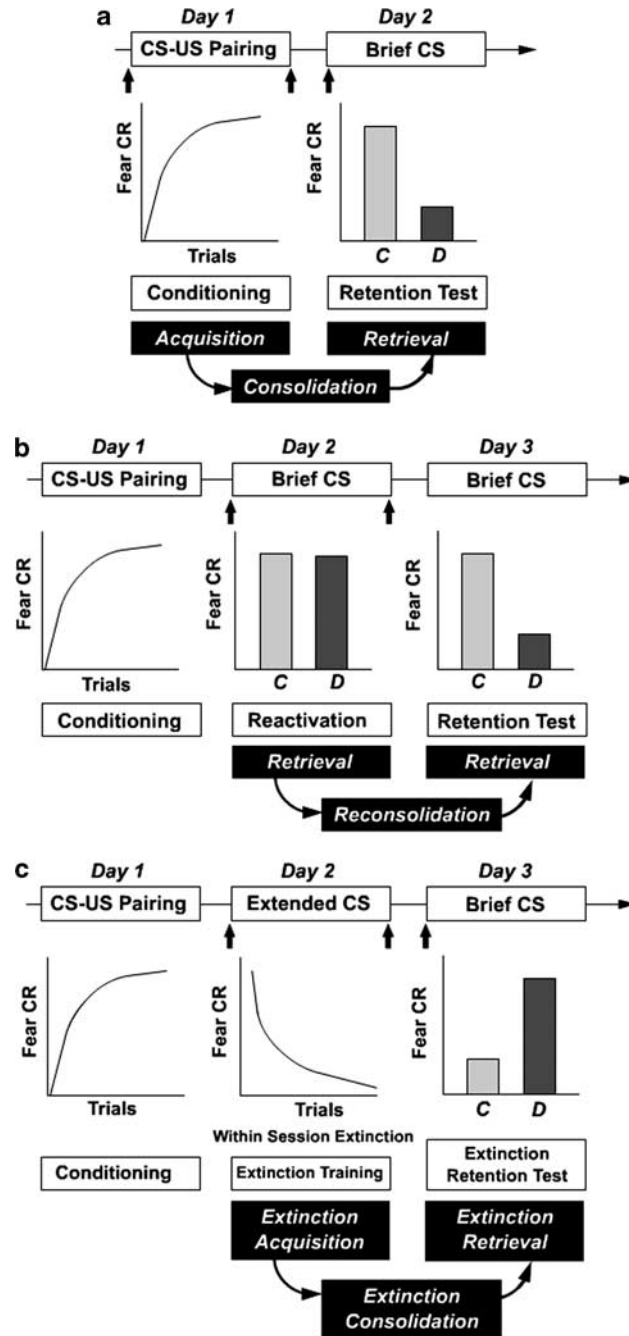 a
Day 1 Day 2
CS-US Pairing Brief CS
Fear CR Fear CR
Trials C D
Conditioning Retention Test
Acquisition Retrieval
Consolidation
b
Day 1 Day 2 Day 3
CS-US Pairing Brief CS Brief CS
Fear CR Fear CR Fear CR
Trials C D C D
Conditioning Reactivation Retention Test
Retrieval Retrieval
Reconsolidation
c
Day 1 Day 2 Day 3
CS-US Pairing Extended CS Brief CS
Fear CR Fear CR Fear CR
Trials Trials C D
Within Session Extinction
Conditioning Extinction Training Extinction
Retention Test
Extinction Extinction
Acquisition Retrieval
Extinction
Consolidation